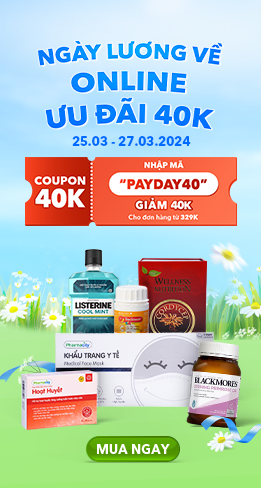 NGÀY LƯƠNG VỀ
ONLINE
ƯU ĐÃI 40K
25.03 - 27.03.2024
COUPON
40K
NHẬP MÃ
“PAYDAY40”
GIẢM 40K
Cho đơn hàng từ 329K
LISTERINE
COOL MINT
CORDYCEPS
Pharmacity
KHẨU TRANG Y TẾ
Medical Face Mask
Pharmacity
Hoạt Huyết
BLACKMORES
MUA NGAY